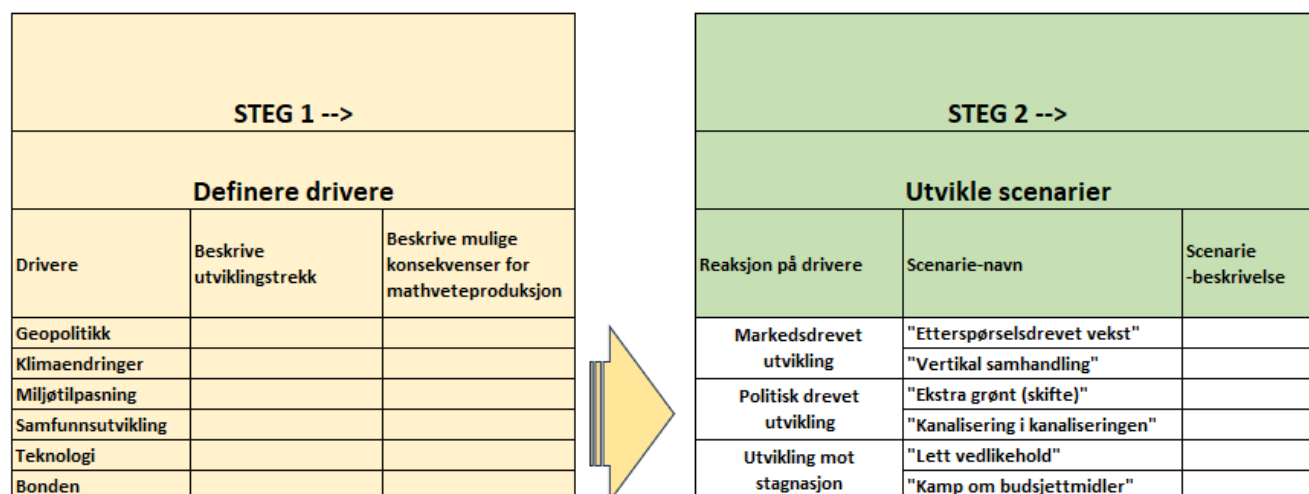 STEG 1 -->
Definere drivere
Drivere
Beskrive
utviklingstrekk
Beskrive mulige
konsekvenser for
mathveteproduksjon
Geopolitikk
Klimaendringer
Miljøtilpasning
Samfunnsutvikling
Teknologi
Bonden
STEG 2 -->
Utvikle scenarier
Reaksjon på drivere
Scenarie-navn
Scenarie
-beskrivelse
Markedsdrevet
utvikling
"Etterspørselsdrevet vekst"
"Vertikal samhandling"
Politisk drevet
utvikling
"Ekstra grønt (skifte)"
"Kanalisering i kanaliseringen"
Utvikling mot
stagnasjon
"Lett vedlikehold"
"Kamp om budsjettmidler"